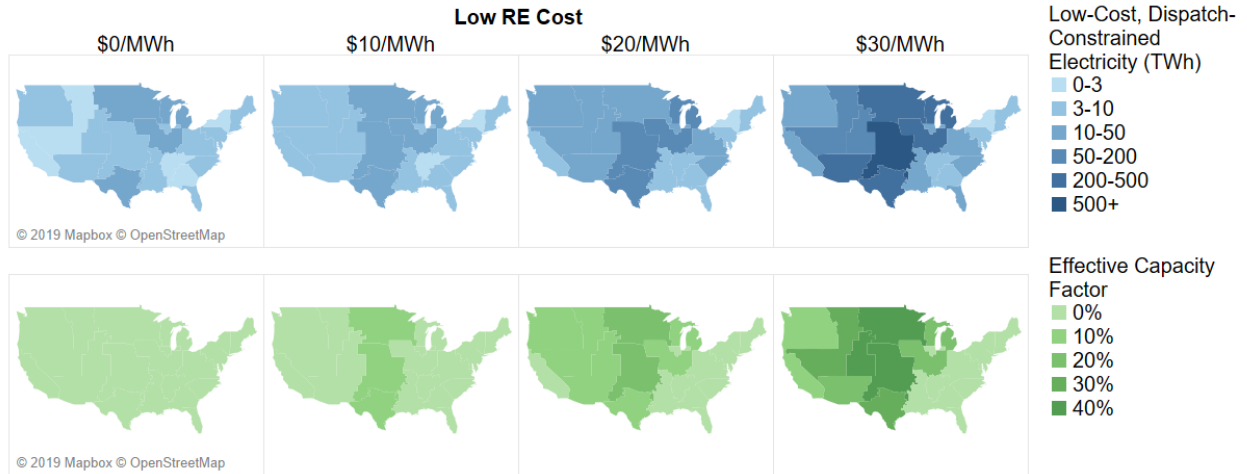 Low RE Cost
$0/MWh
$10/MWh
$20/MWh
$30/MWh
Low-Cost, Dispatch-
Constrained
Electricity (TWh)
0-3
3-10
10-50
50-200
200-500
500+
© 2019 Mapbox © OpenStreetMap
Effective Capacity
Factor
0%
10%
20%
30%
40%
© 2019 Mapbox © OpenStreetMap